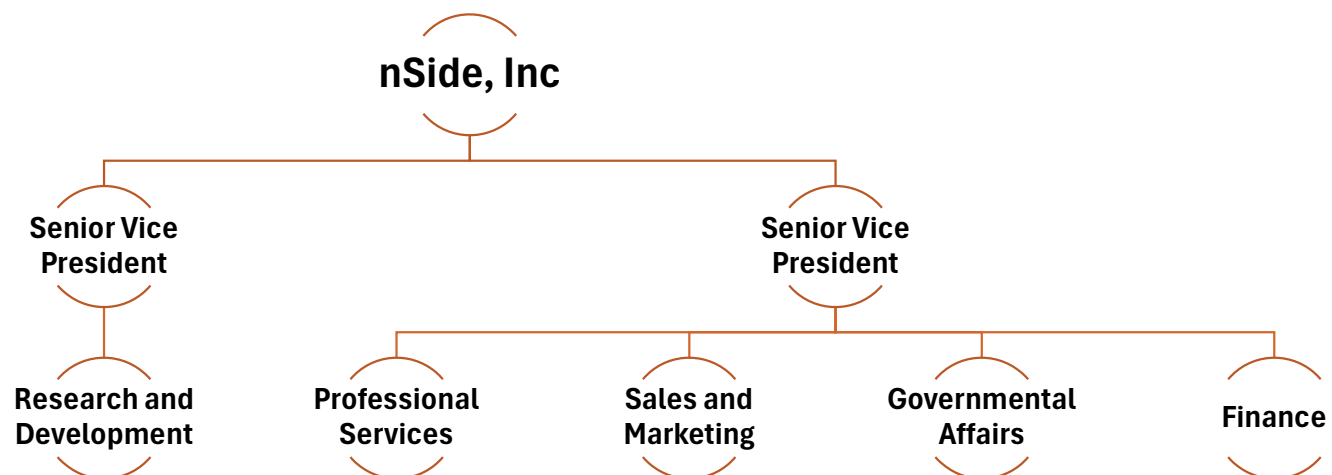 nSide, Inc
Senior Vice
President
Senior Vice
President
Research and
Development
Professional
Services
Sales and
Marketing
Governmental
Affairs
Finance